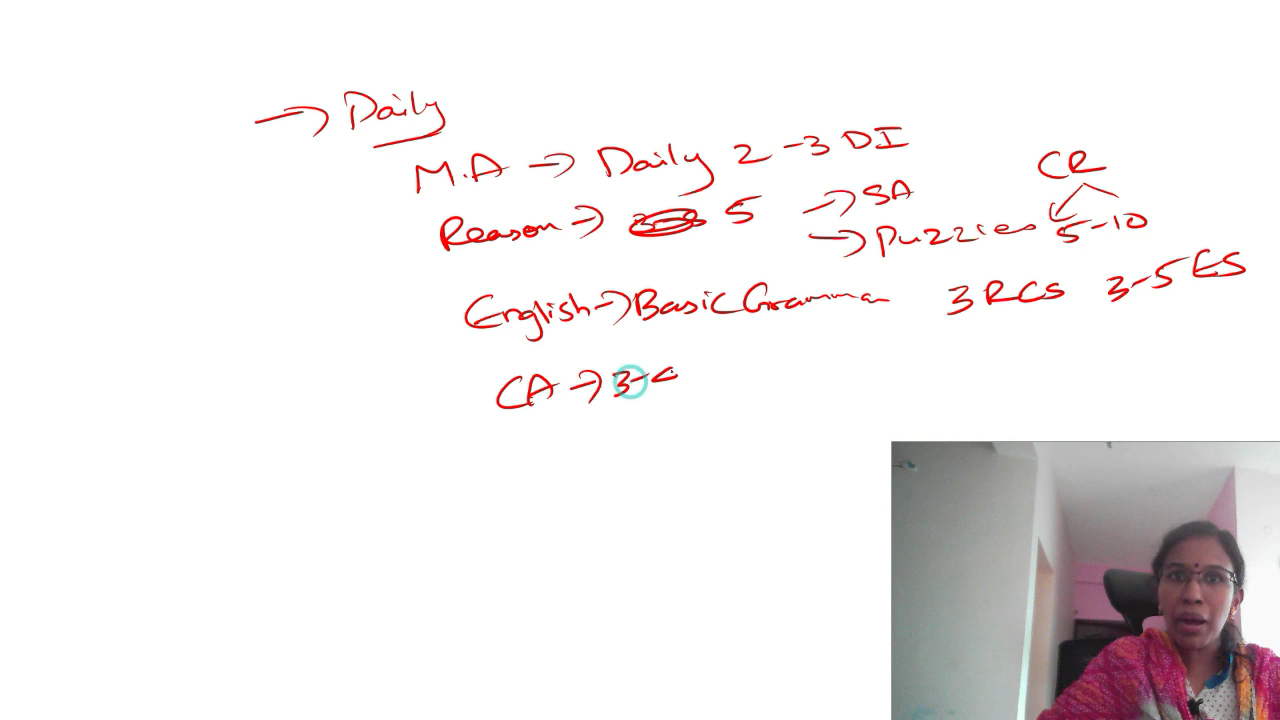 → Daily
M.A → Daily 2-3 DI
Reason → 5 → SA
→ Puzzles
CR
5-10
English → Basic Grammar 3 RCS 3-5 ES
CA → 3-